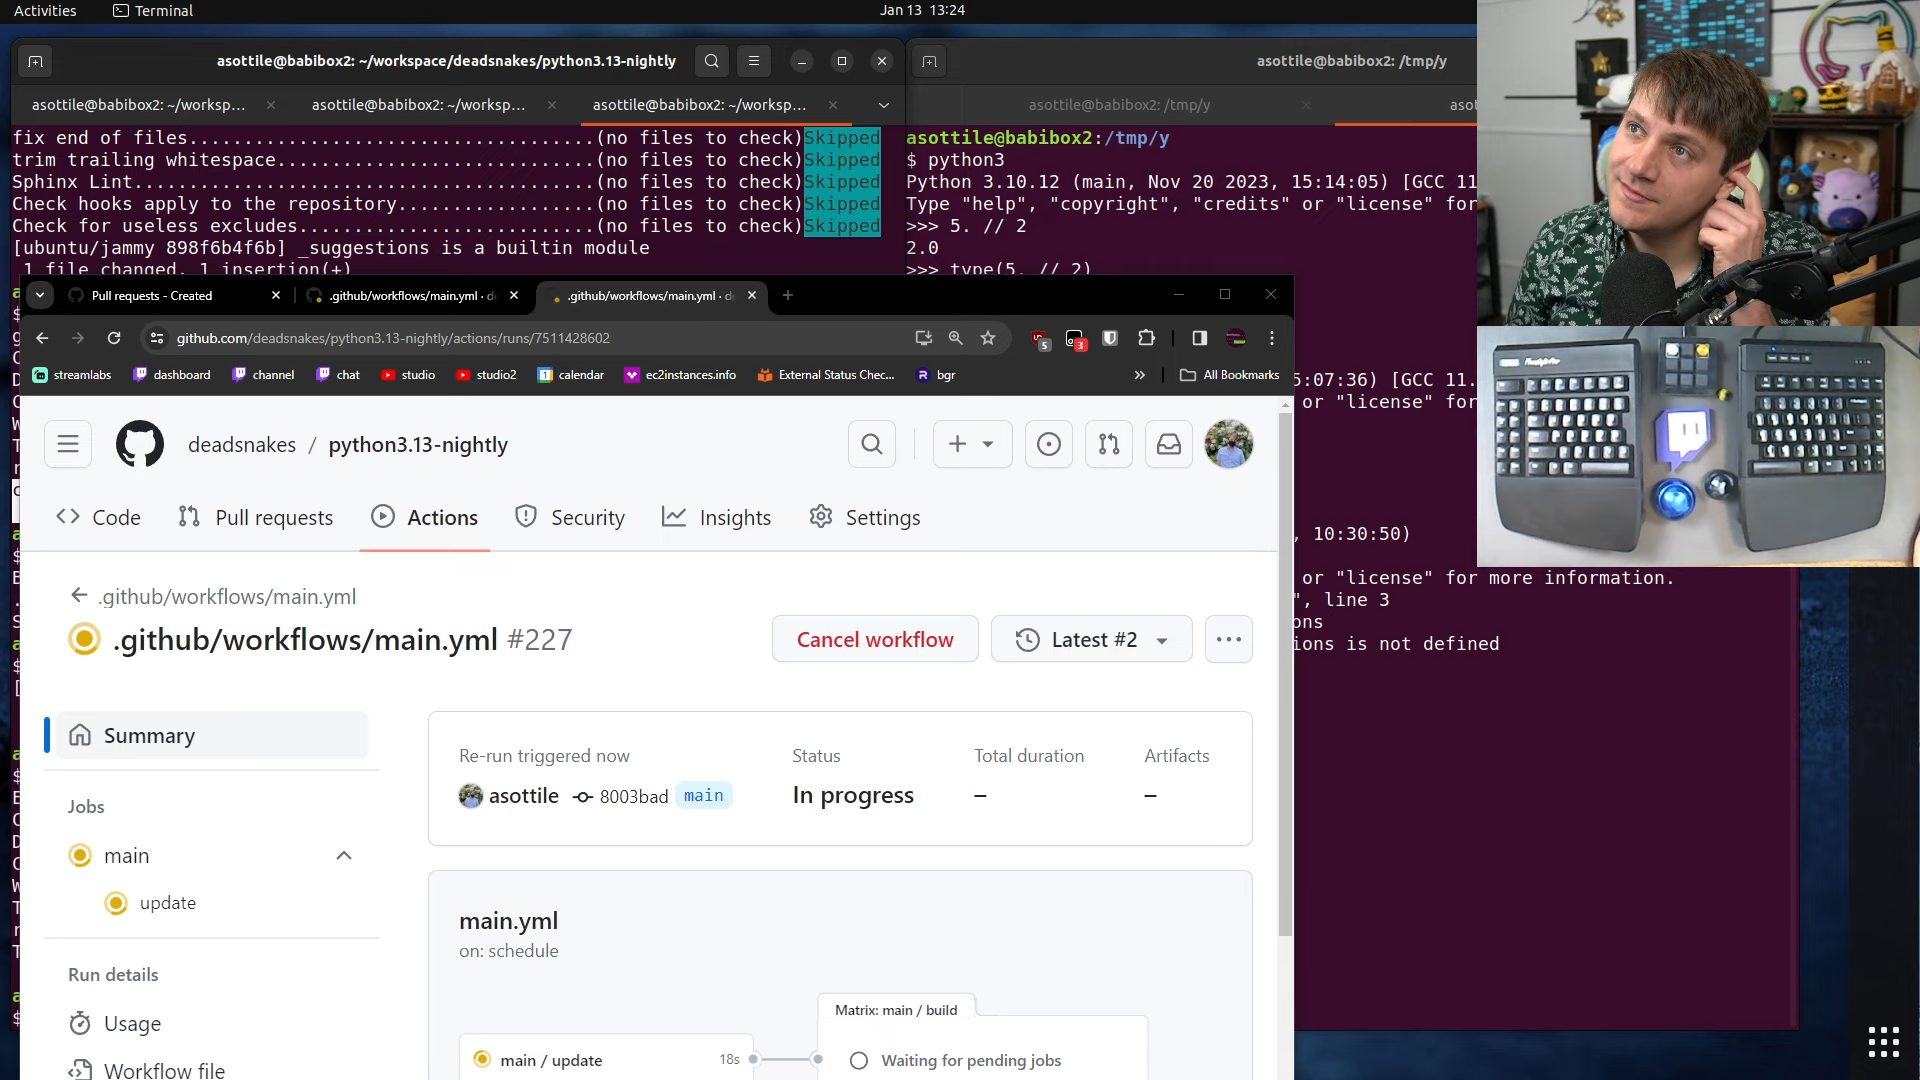 Activities
Terminal
Jan 13 13:24
asottile@babibox2: ~/workspace/deadsnakes/python3.13-nightly
asottile@babibox2: ~/worksp...
asottile@babibox2: ~/worksp...
asottile@babibox2: ~/worksp...
fix end of files.....................................(no files to check)Skipped
trim trailing whitespace.............................(no files to check)Skipped
Sphinx Lint..........................................(no files to check)Skipped
Check hooks apply to the repository..................(no files to check)Skipped
Check for useless excludes...........................(no files to check)Skipped
[ubuntu/jammy 898f6b4f6b] _suggestions is a builtin module
1 file changed, 1 insertion(+)
asottile@babibox2: /tmp/y
asottile@babibox2: /tmp/y
asottile@babibox2:/tmp/y
$ python3
Python 3.10.12 (main, Nov 20 2023, 15:14:05) [GCC 11
Type "help", "copyright", "credits" or "license" for
>>> 5. // 2
2.0
>>> type(5. // 2)
5:07:36) [GCC 11.
or "license" for
, 10:30:50)
or "license" for more information.
", line 3
ons
ions is not defined
Pull requests - Created
.github/workflows/main.yml · d
.github/workflows/main.yml · d
github.com/deadsnakes/python3.13-nightly/actions/runs/7511428602
5
3
streamlabs
dashboard
channel
chat
studio
studio2
calendar
ec2instances.info
External Status Chec...
bgr
All Bookmarks
deadsnakes / python3.13-nightly
Code
Pull requests
Actions
Security
Insights
Settings
.github/workflows/main.yml
.github/workflows/main.yml #227
Cancel workflow
Latest #2
Summary
Jobs
main
update
Run details
Usage
Workflow file
Re-run triggered now
asottile
8003bad
main
Status
In progress
Total duration
–
Artifacts
–
main.yml
on: schedule
main / update
18s
Matrix: main / build
Waiting for pending jobs